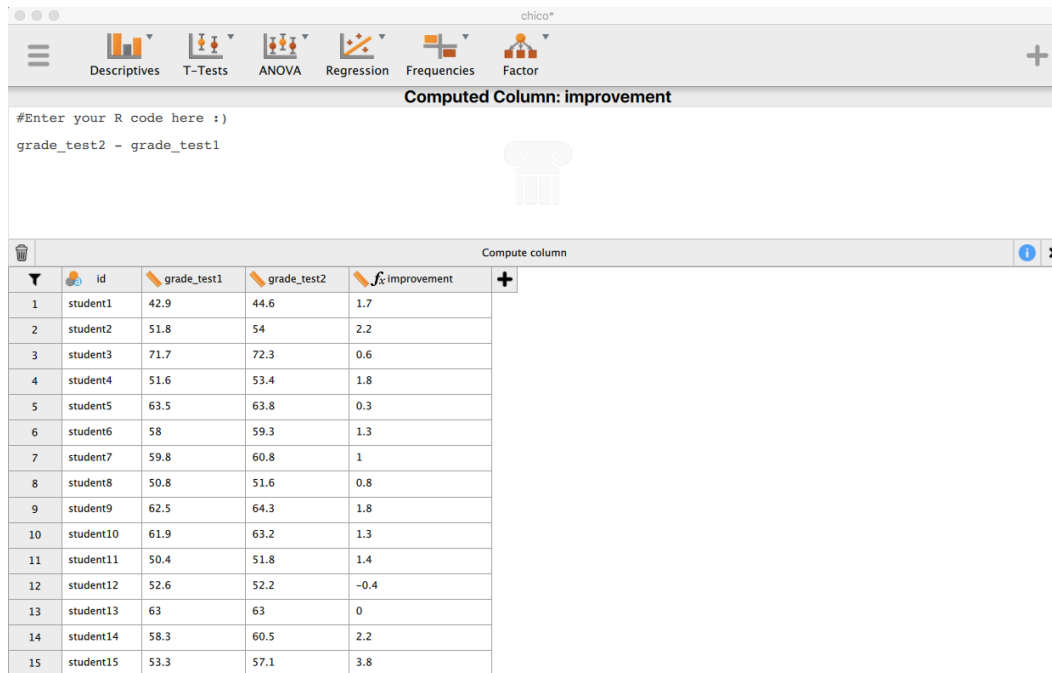 chico*
Descriptives T-Tests ANOVA Regression Frequencies Factor
Computed Column: improvement
#Enter your R code here :)
grade_test2 - grade_test1
Compute column
id grade_test1 grade_test2 fx improvement
1 student1 42.9 44.6 1.7
2 student2 51.8 54 2.2
3 student3 71.7 72.3 0.6
4 student4 51.6 53.4 1.8
5 student5 63.5 63.8 0.3
6 student6 58 59.3 1.3
7 student7 59.8 60.8 1
8 student8 50.8 51.6 0.8
9 student9 62.5 64.3 1.8
10 student10 61.9 63.2 1.3
11 student11 50.4 51.8 1.4
12 student12 52.6 52.2 -0.4
13 student13 63 63 0
14 student14 58.3 60.5 2.2
15 student15 53.3 57.1 3.8